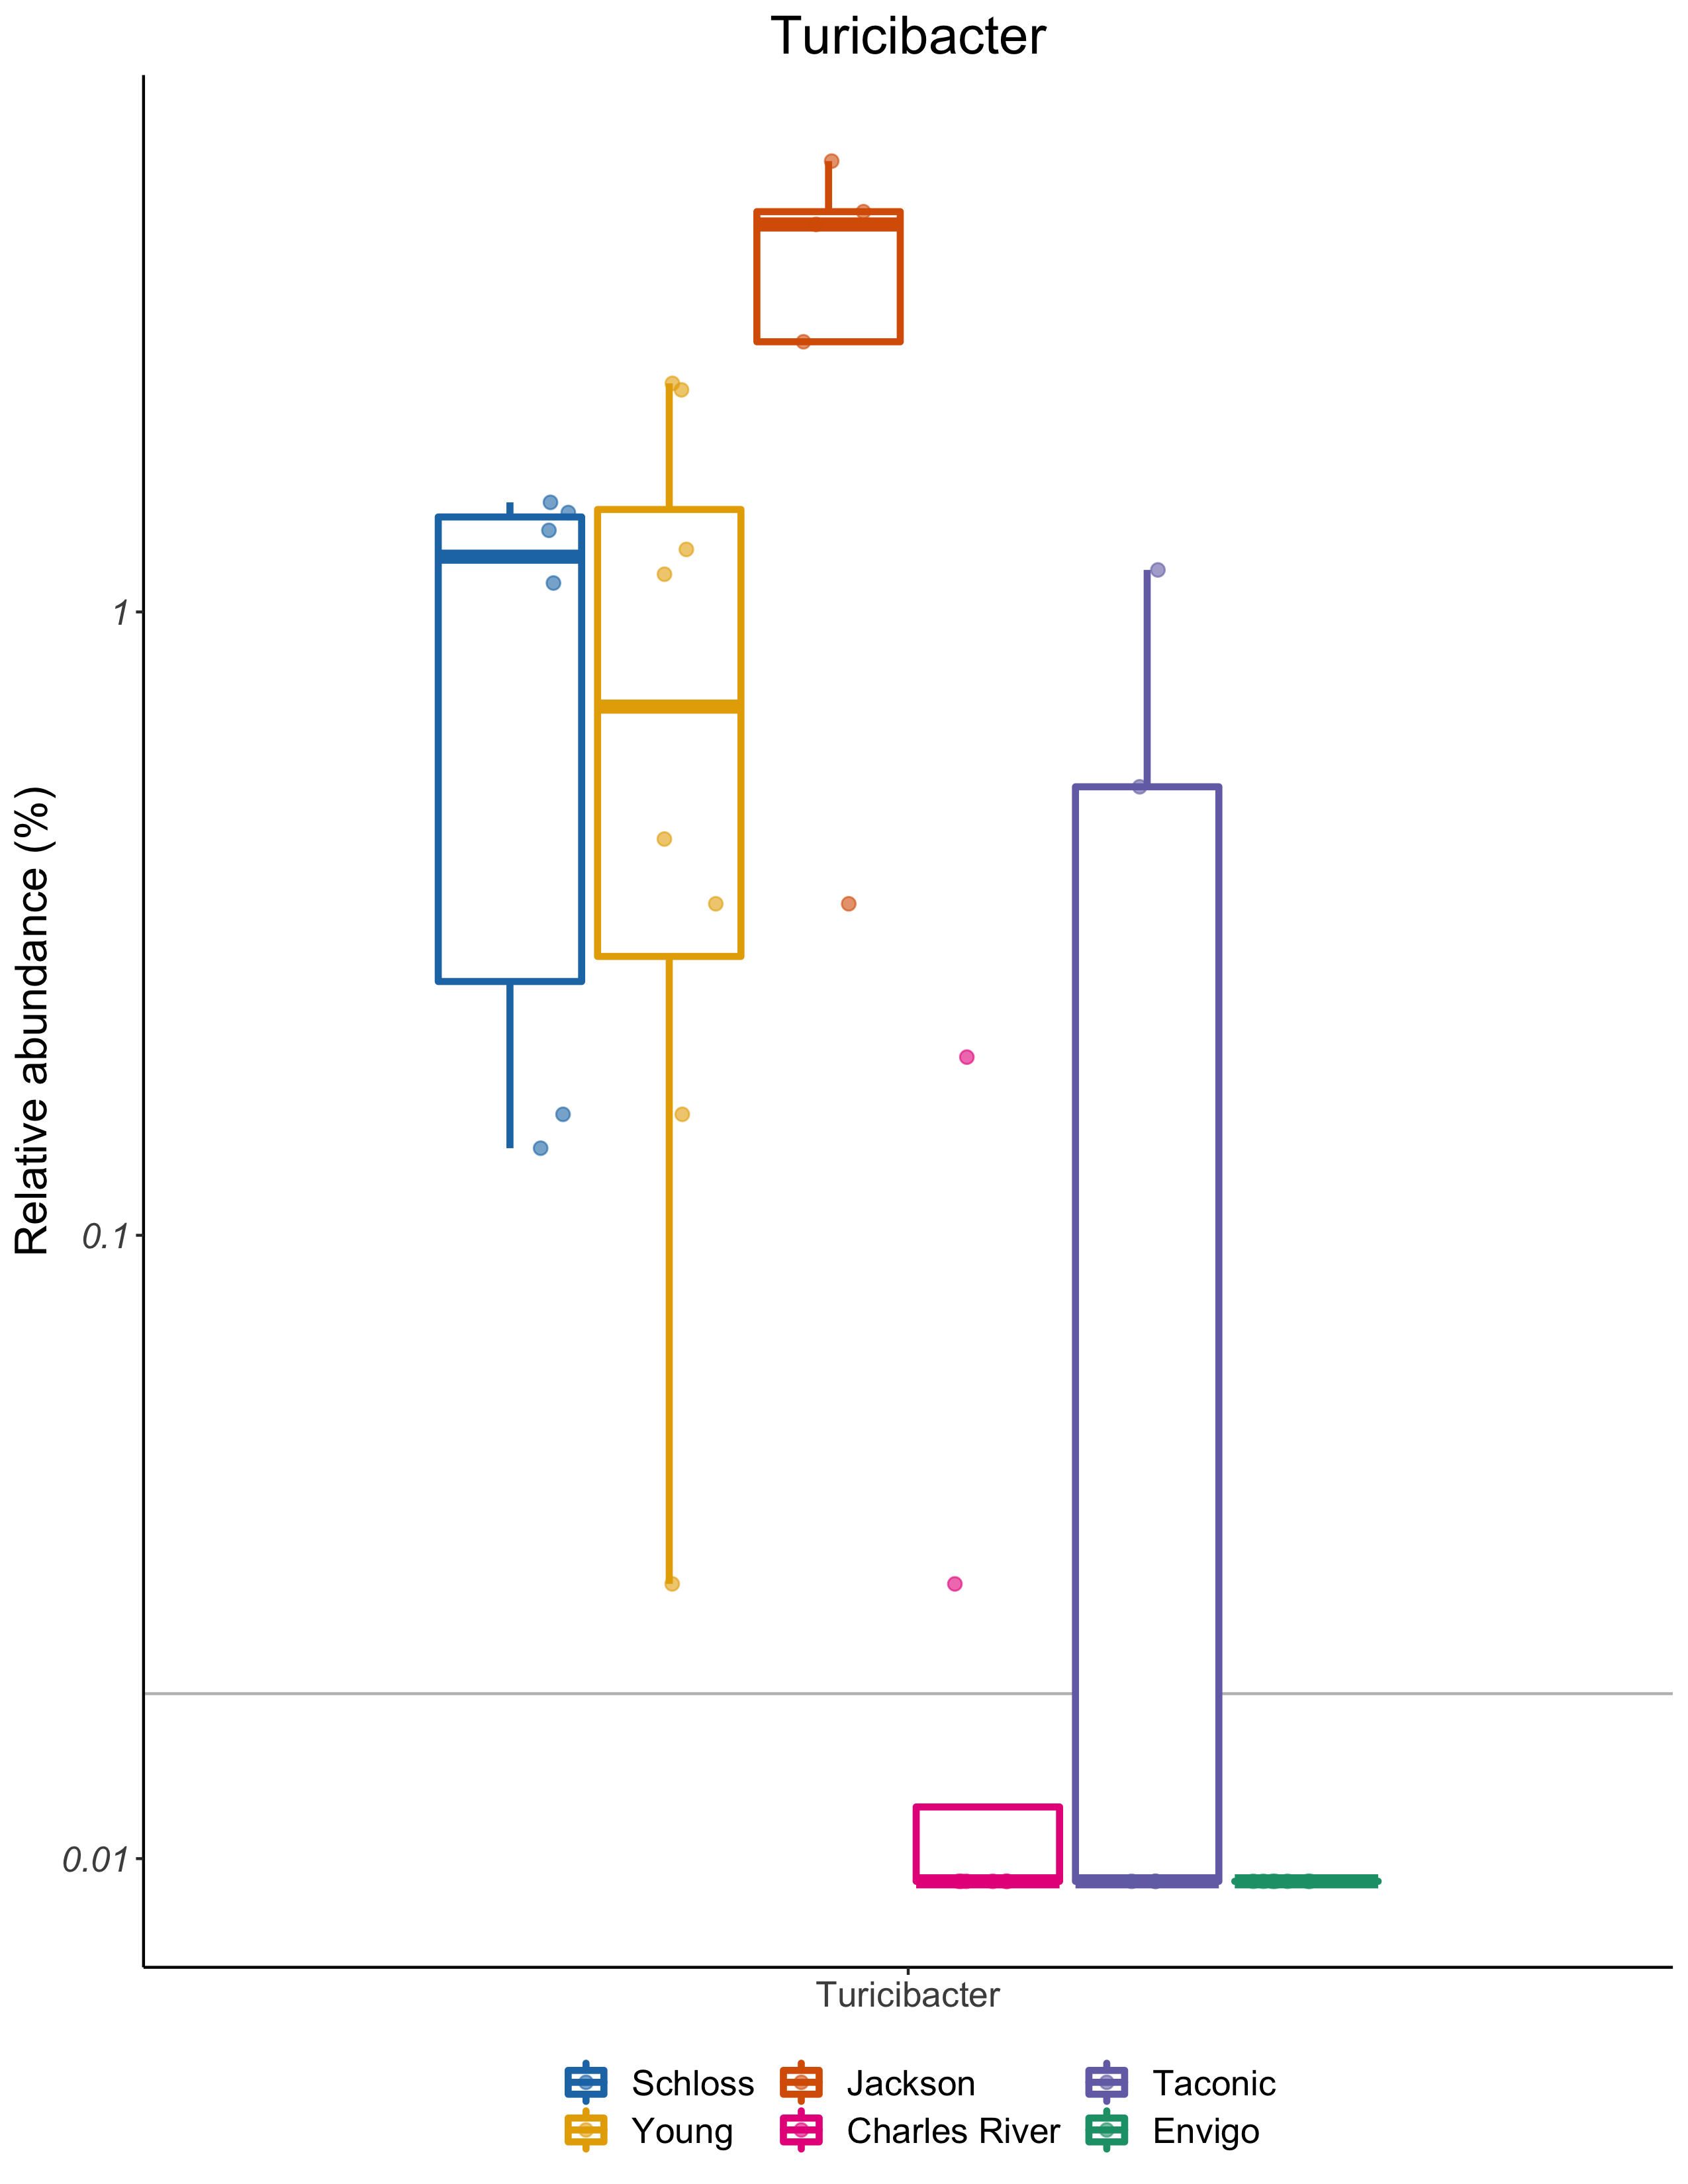 Turicibacter
Relative abundance (%)
1
0.1
0.01
Turicibacter
Schloss
Jackson
Taconic
Young
Charles River
Envigo